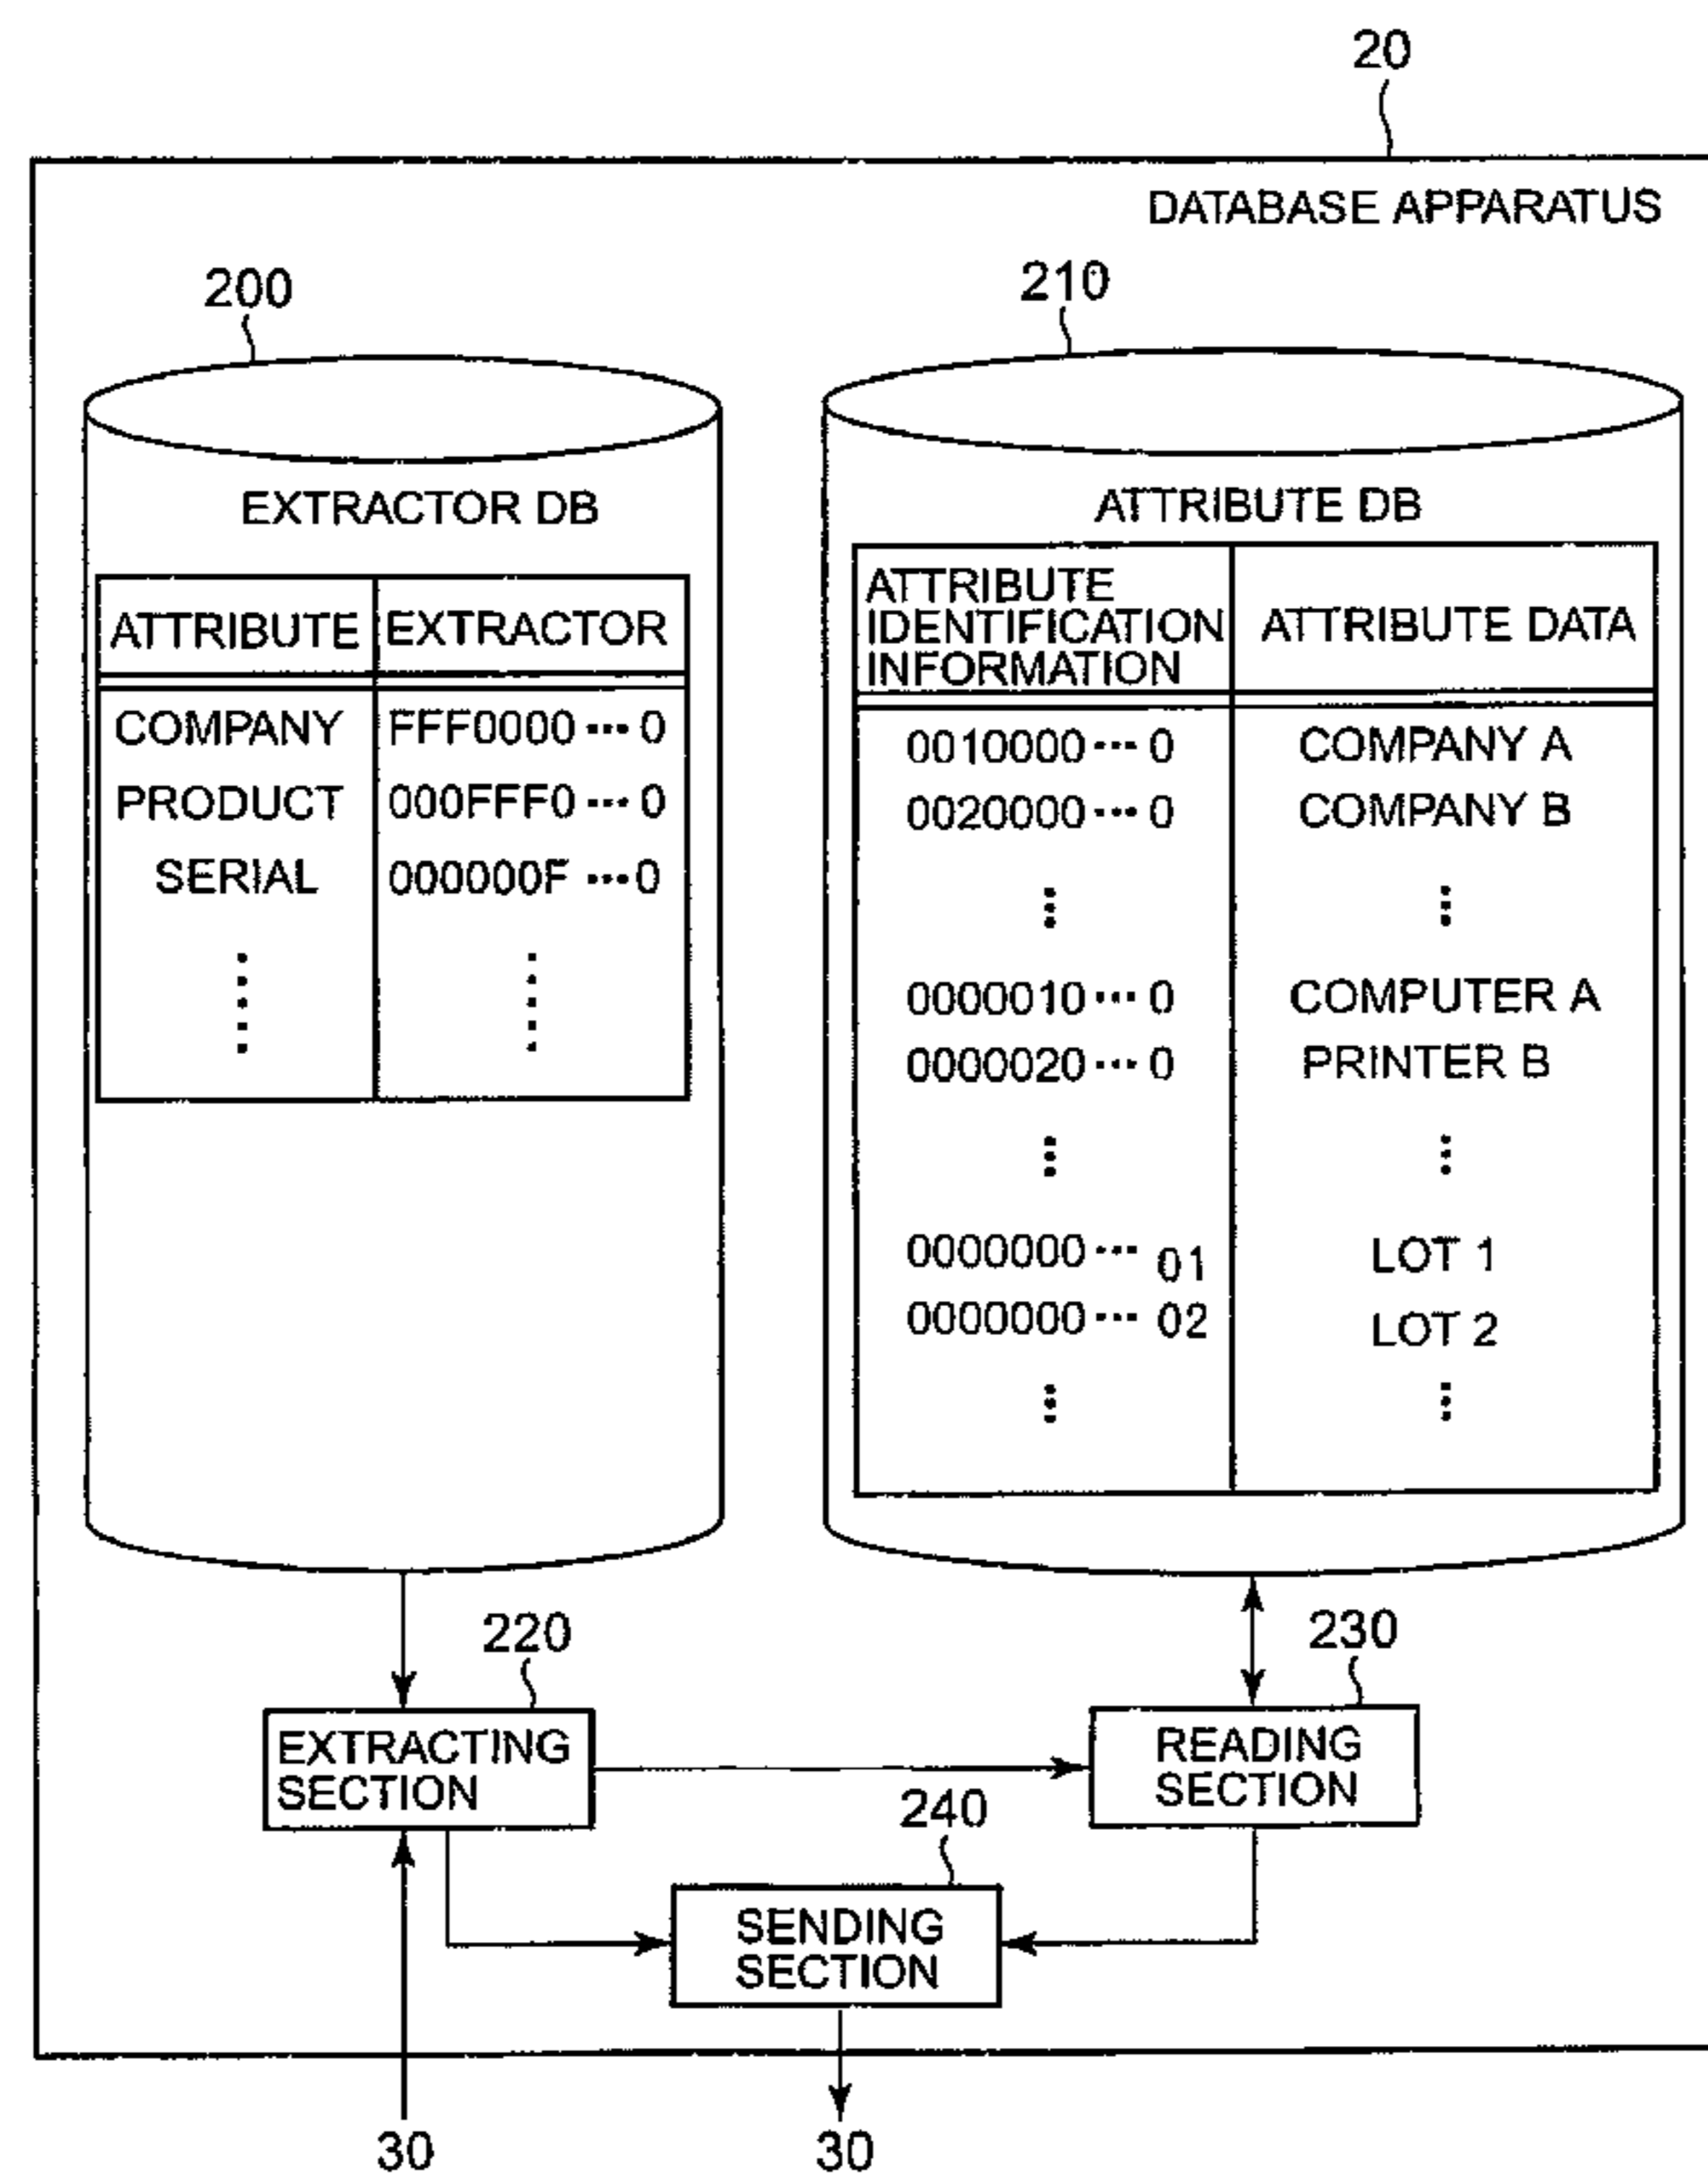 20
DATABASE APPARATUS
200
210
EXTRACTOR DB
ATTRIBUTE EXTRACTOR
COMPANY FFF0000 ··· 0
PRODUCT 000FFF0 ··· 0
SERIAL 000000F ··· 0
ATTRIBUTE DB
ATTRIBUTE
IDENTIFICATION
INFORMATION
ATTRIBUTE DATA
0010000 ··· 0 COMPANY A
0020000 ··· 0 COMPANY B
0000010 ··· 0 COMPUTER A
0000020 ··· 0 PRINTER B
0000000 ··· 01 LOT 1
0000000 ··· 02 LOT 2
220
230
EXTRACTING
SECTION
READING
SECTION
240
SENDING
SECTION
30
30